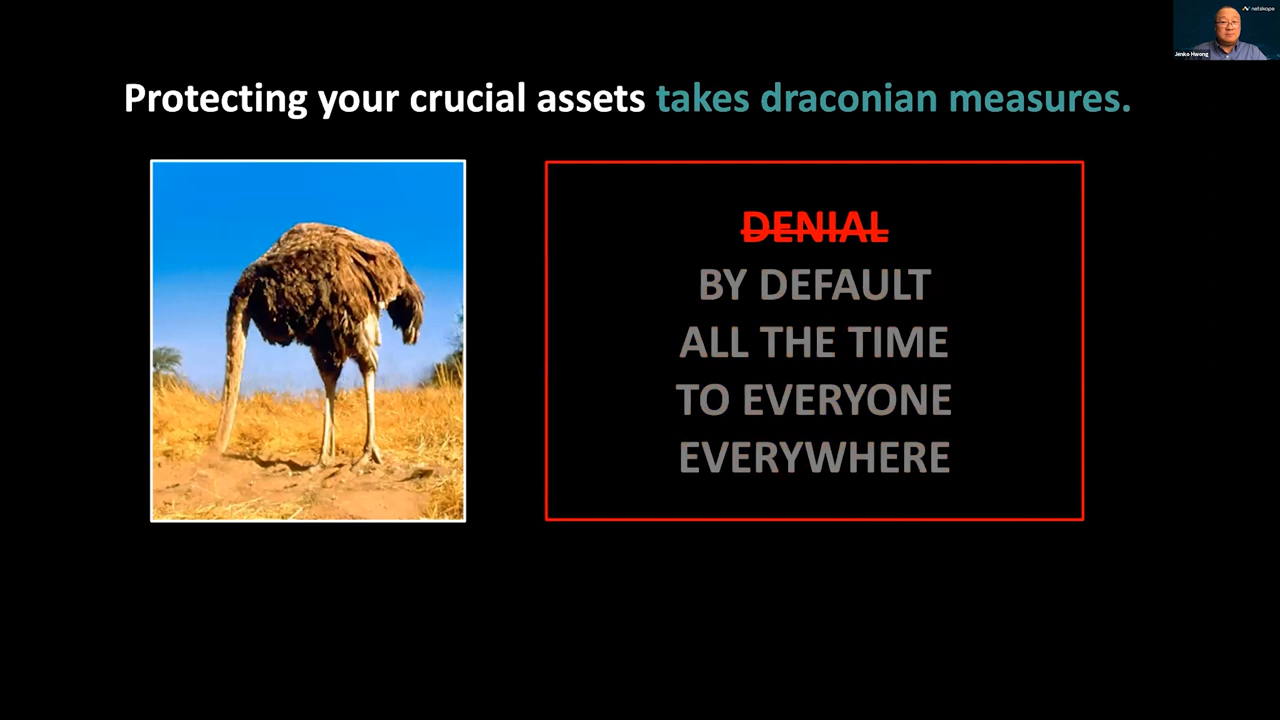 netskope
Jenko Hwong
Protecting your crucial assets takes draconian measures.
DENIAL
BY DEFAULT
ALL THE TIME
TO EVERYONE
EVERYWHERE